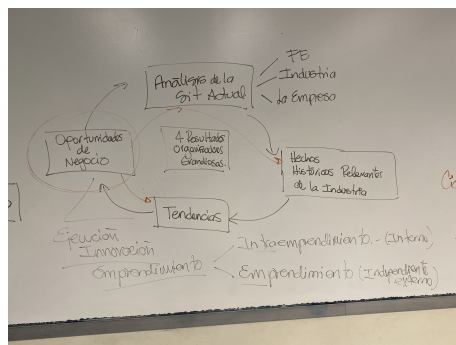 Análisis de la
Sit Actual
PE
Industria
La Empresa
Oportunidades
de
Negocio
4 Resultados
Organizadores
Grandiosas
Hechos
Históricos Relevantes
de la Industria
Tendencias
Ejecución
Innovación
Emprendimiento
Intraemprendimiento.- (Interno)
Emprendimiento (Independiente
externo)